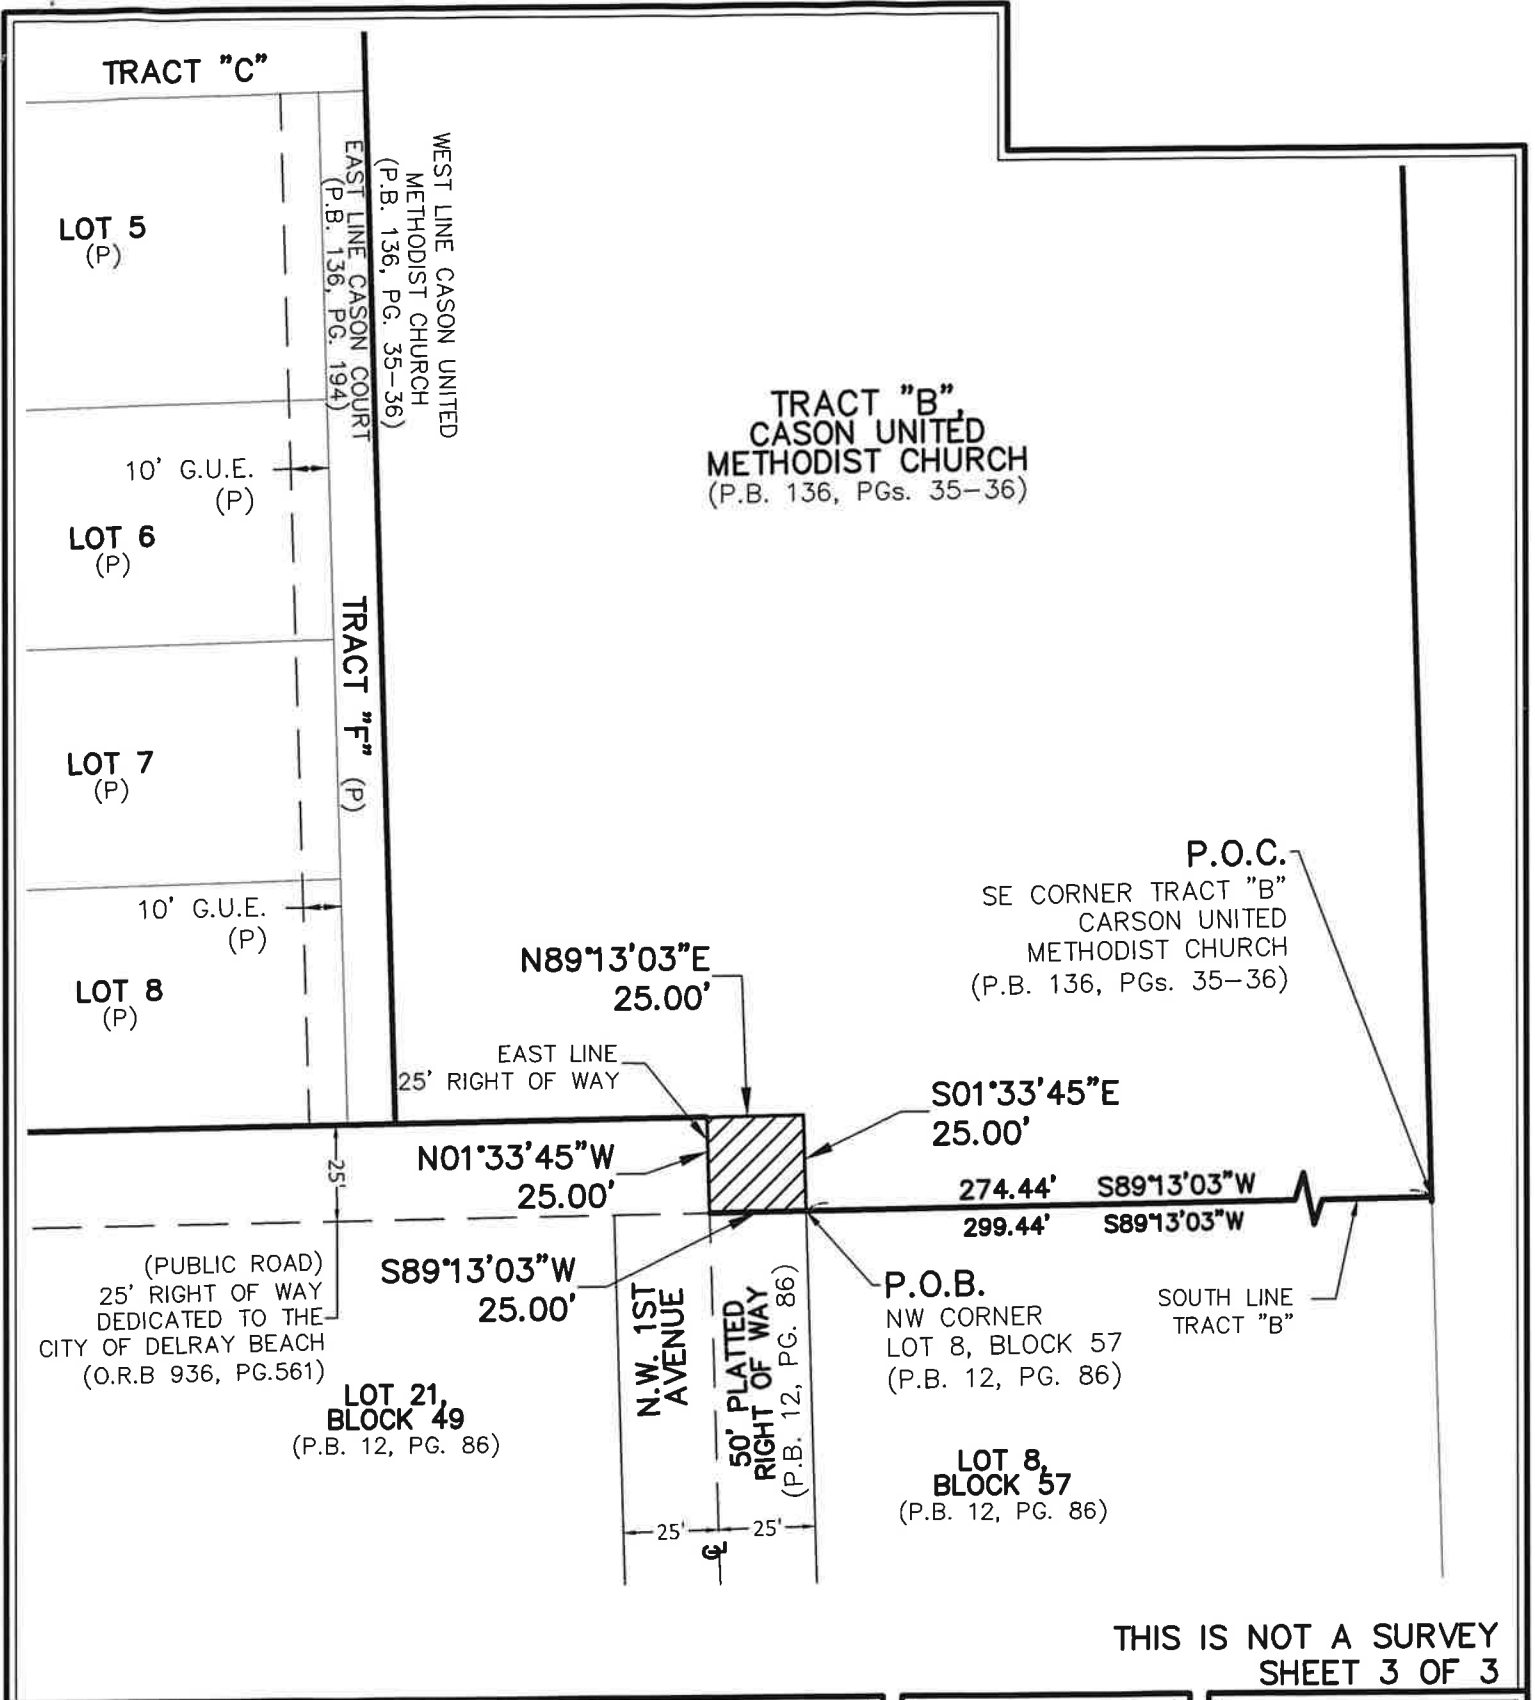 TRACT "C"
LOT 5
(P)
EAST LINE CASON COURT
(P.B. 136, PG. 194)
WEST LINE CASON UNITED
METHODIST CHURCH
(P.B. 136, PG. 35-36)
TRACT "B",
CASON UNITED
METHODIST CHURCH
(P.B. 136, PGs. 35-36)
10' G.U.E.
(P)
LOT 6
(P)
TRACT "F" (P)
LOT 7
(P)
10' G.U.E.
(P)
LOT 8
(P)
P.O.C.
SE CORNER TRACT "B"
CARSON UNITED
METHODIST CHURCH
(P.B. 136, PGs. 35-36)
N89°13'03"E
25.00'
EAST LINE
25' RIGHT OF WAY
S01°33'45"E
25.00'
N01°33'45"W
25.00'
25'
274.44' S89°13'03"W
299.44' S89°13'03"W
S89°13'03"W
25.00'
(PUBLIC ROAD)
25' RIGHT OF WAY
DEDICATED TO THE
CITY OF DELRAY BEACH
(O.R.B 936, PG.561)
LOT 21,
BLOCK 49
(P.B. 12, PG. 86)
N.W. 1ST
AVENUE
50' PLATTED
RIGHT OF WAY
(P.B. 12, PG. 86)
P.O.B.
NW CORNER
LOT 8, BLOCK 57
(P.B. 12, PG. 86)
SOUTH LINE
TRACT "B"
LOT 8,
BLOCK 57
(P.B. 12, PG. 86)
25' 25'
℄
THIS IS NOT A SURVEY
SHEET 3 OF 3